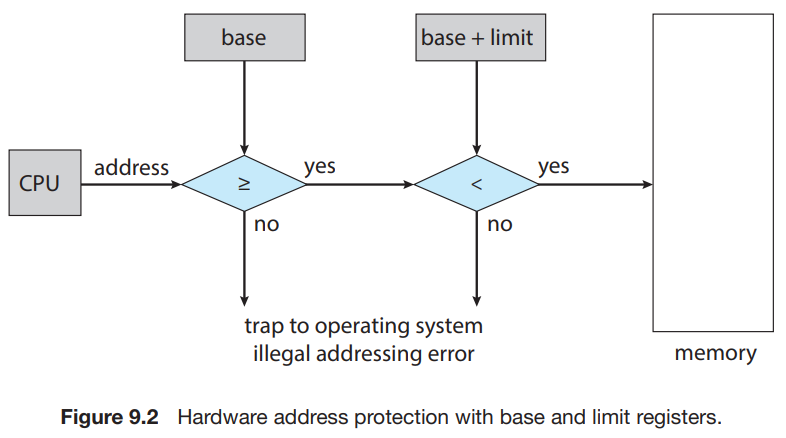 base
base + limit
CPU
address
≥
yes
<
yes
no
no
trap to operating system
illegal addressing error
memory
Figure 9.2 Hardware address protection with base and limit registers.